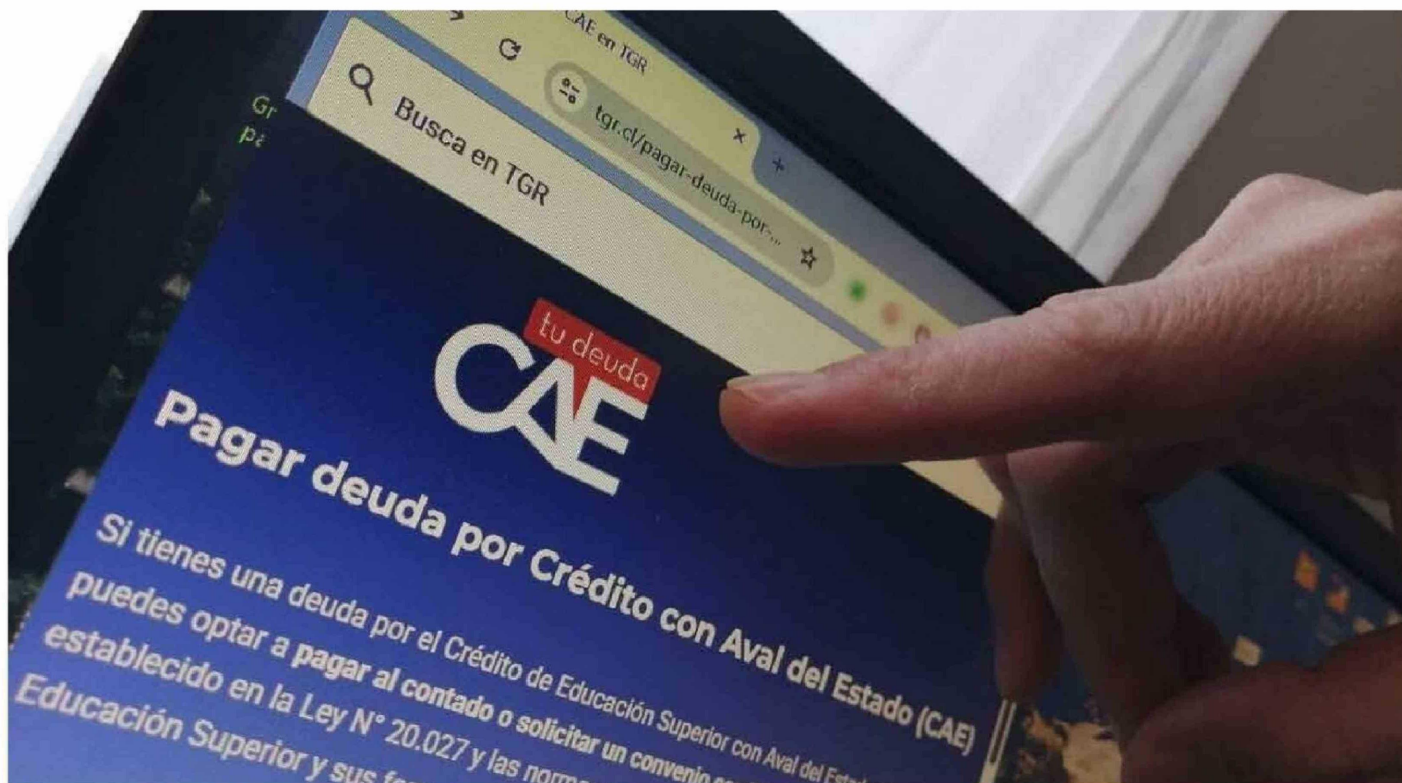 CAE en TGR
tgr.cl/pagar-deuda-por-...
Busca en TGR
Gr
pa
tu deuda
CAE
Pagar deuda por Crédito con Aval del Estado (CAE)
Si tienes una deuda por el Crédito de Educación Superior con Aval del Estado
puedes optar a pagar al contado o solicitar un convenio
establecido en la Ley N° 20.027 y las
Educación Superior y sus